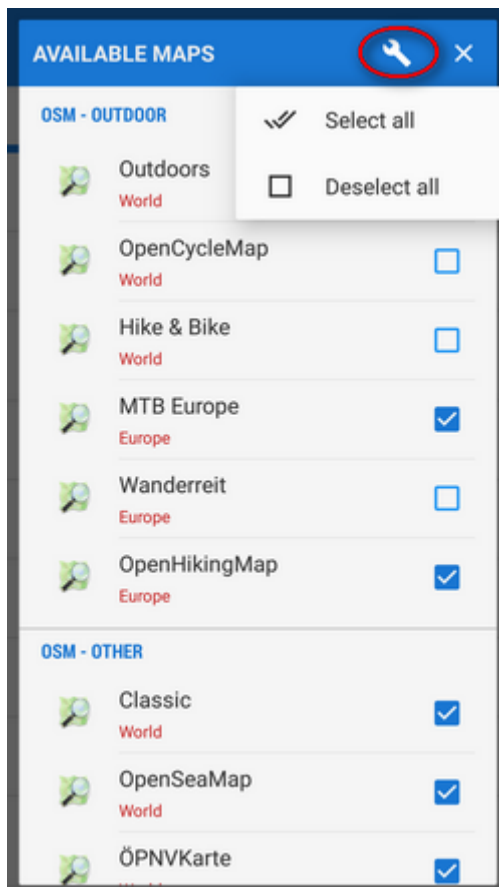 AVAILABLE MAPS
OSM - OUTDOOR
Select all
Deselect all
Outdoors
World
OpenCycleMap
World
Hike & Bike
World
MTB Europe
Europe
Wanderreit
Europe
OpenHikingMap
Europe
OSM - OTHER
Classic
World
OpenSeaMap
World
ÖPNVKarte